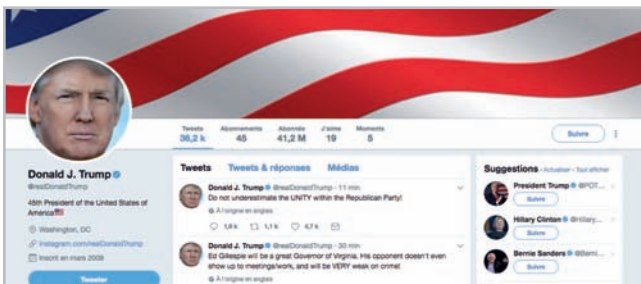 Tweets Abonnements Abonnés J'aime Moments
36,2 k 45 41,2 M 19 5
Suivre
Donald J. Trump
@realDonaldTrump
45th President of the United States of
America🇺🇸
Washington, DC
instagram.com/realDonaldTrump
Inscrit en mars 2009
Tweeter
Tweets Tweets & réponses Médias
Donald J. Trump @realDonaldTrump · 11 min
Do not underestimate the UNITY within the Republican Party!
À l'origine en anglais
1,8 k 1,1 k 4,7 k
Donald J. Trump @realDonaldTrump · 30 min
Ed Gillespie will be a great Governor of Virginia. His opponent doesn't even
show up to meetings/work, and will be VERY weak on crime!
À l'origine en anglais
Suggestions · Actualiser · Tout afficher
President Trump @POT...
Suivre
Hillary Clinton @Hillary...
Suivre
Bernie Sanders @Berni...
Suivre